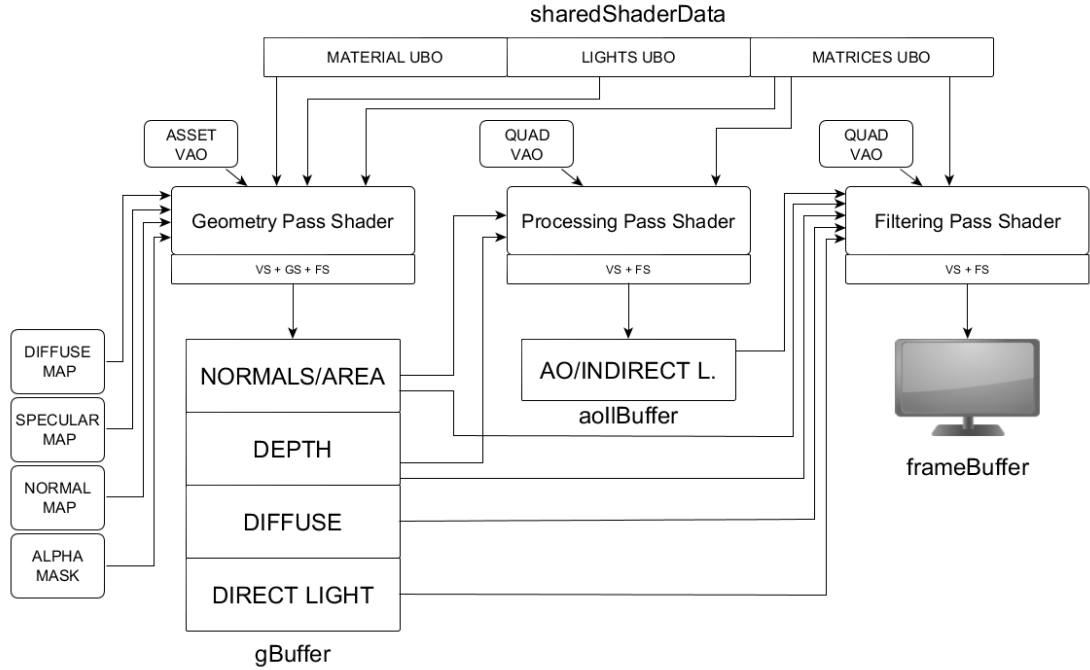 sharedShaderData
MATERIAL UBO
LIGHTS UBO
MATRICES UBO
ASSET
VAO
QUAD
VAO
QUAD
VAO
Geometry Pass Shader
Processing Pass Shader
Filtering Pass Shader
VS + GS + FS
VS + FS
VS + FS
DIFFUSE
MAP
SPECULAR
MAP
NORMAL
MAP
ALPHA
MASK
NORMALS/AREA
DEPTH
DIFFUSE
DIRECT LIGHT
gBuffer
AO/INDIRECT L.
aoIlBuffer
frameBuffer